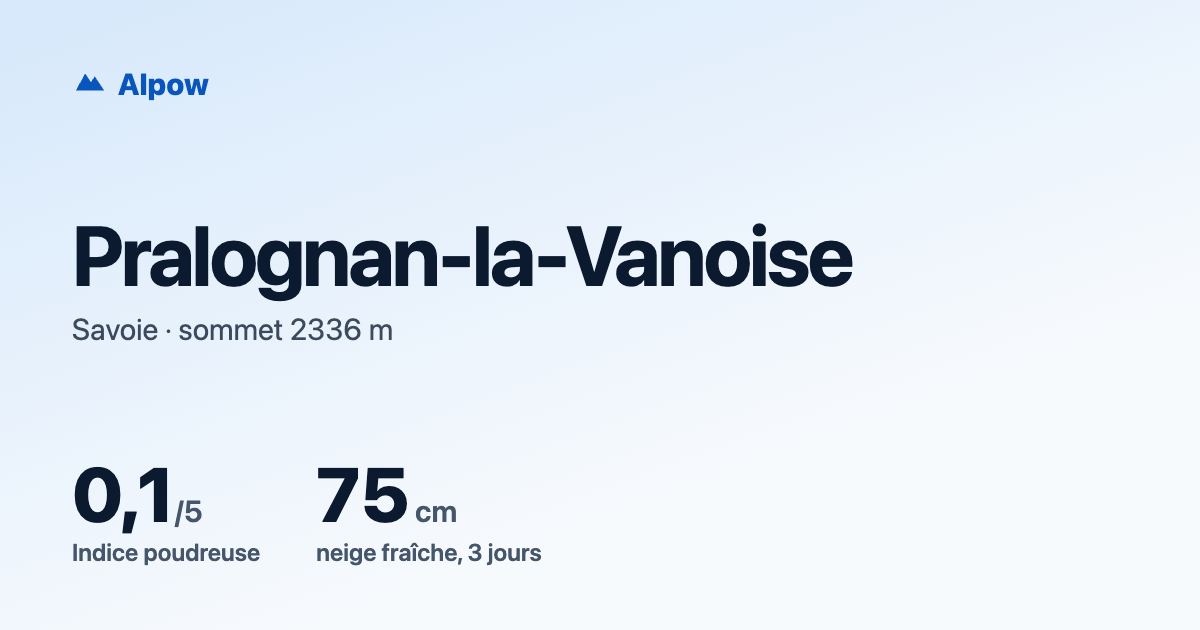 Alpow
Pralognan-la-Vanoise
Savoie · sommet 2336 m
0,1/5 75 cm
Indice poudreuse neige fraîche, 3 jours